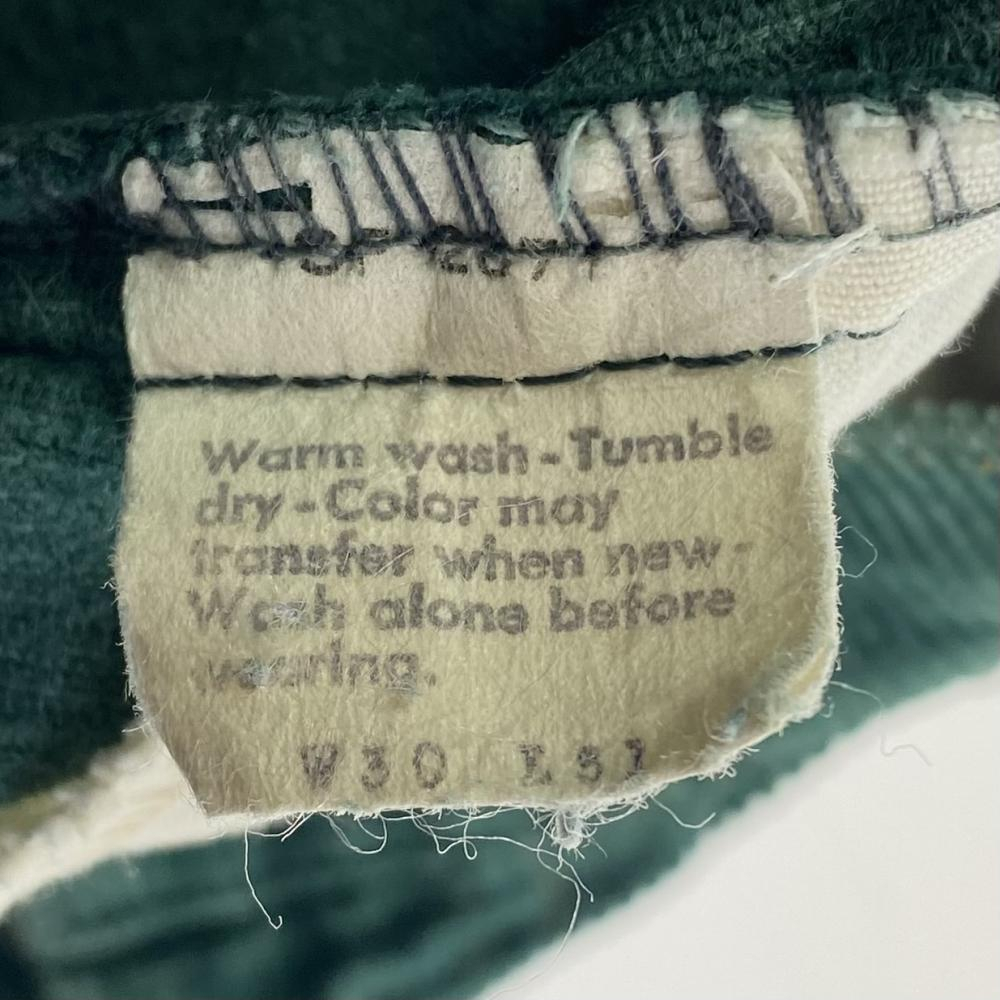 Warm wash - Tumble
dry - Color may
transfer when new -
Wash alone before
wearing.
W30 L31